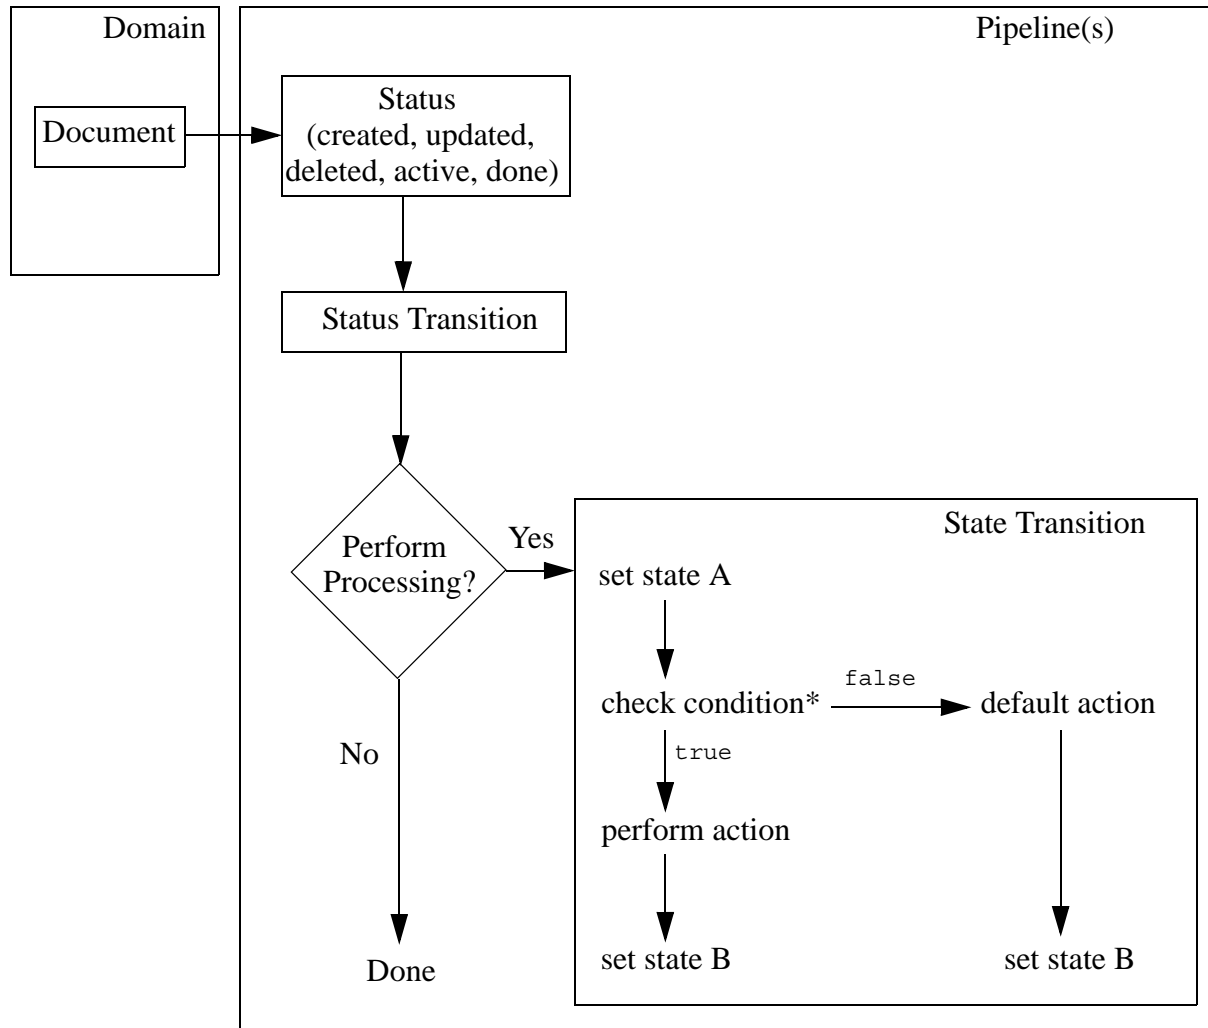 Domain
Pipeline(s)
Document
Status
(created, updated,
deleted, active, done)
Status Transition
Perform
Processing?
Yes
No
Done
State Transition
set state A
check condition*
false
default action
true
perform action
set state B
set state B